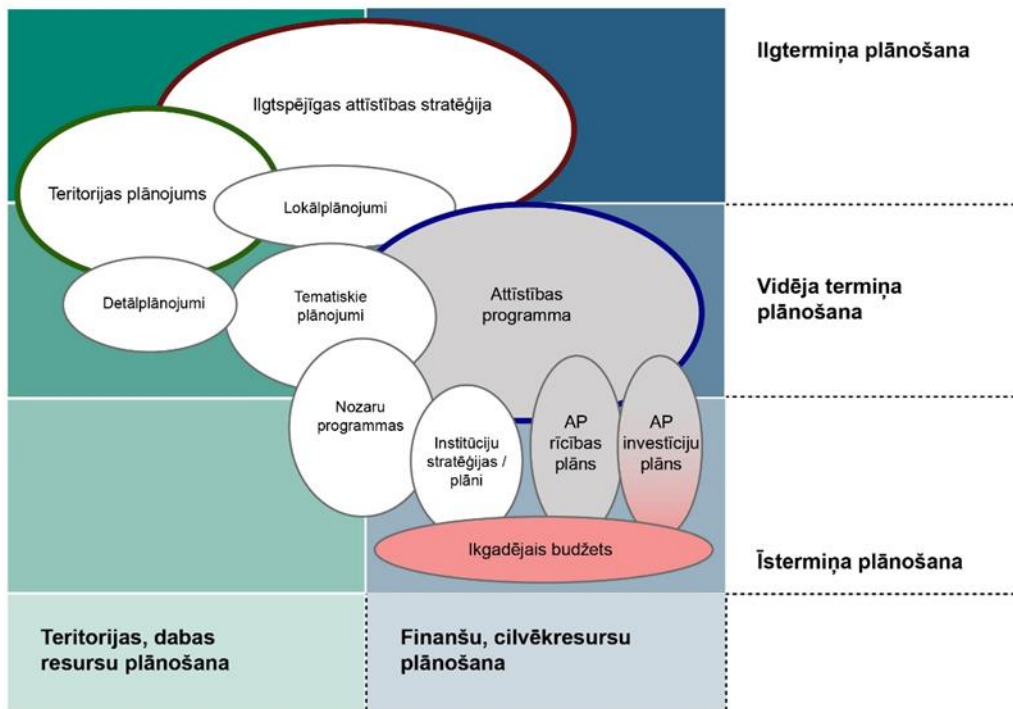 Ilgtermiņa plānošana
Ilgtspējīgas attīstības stratēģija
Teritorijas plānojums
Lokālplānojumi
Vidēja termiņa
plānošana
Detālplānojumi
Tematiskie
plānojumi
Attīstības
programma
Nozaru
programmas
Institūciju
stratēģijas /
plāni
AP
rīcības
plāns
AP
investīciju
plāns
Ikgadējais budžets
Īstermiņa plānošana
Teritorijas, dabas
resursu plānošana
Finanšu, cilvēkresursu
plānošana